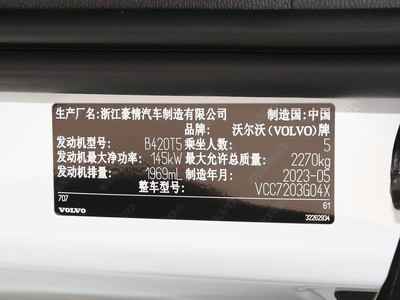 生产厂名:浙江豪情汽车制造有限公司 制造国:中国
品牌: 沃尔沃(VOLVO)牌
发动机型号: B420T5 乘坐人数: 5
发动机最大净功率: 145kW 最大允许总质量: 2270kg
发动机排量: 1969mL 制造年月: 2023-05
整车型号: VCC7203G04X
707 61
VOLVO 32262934